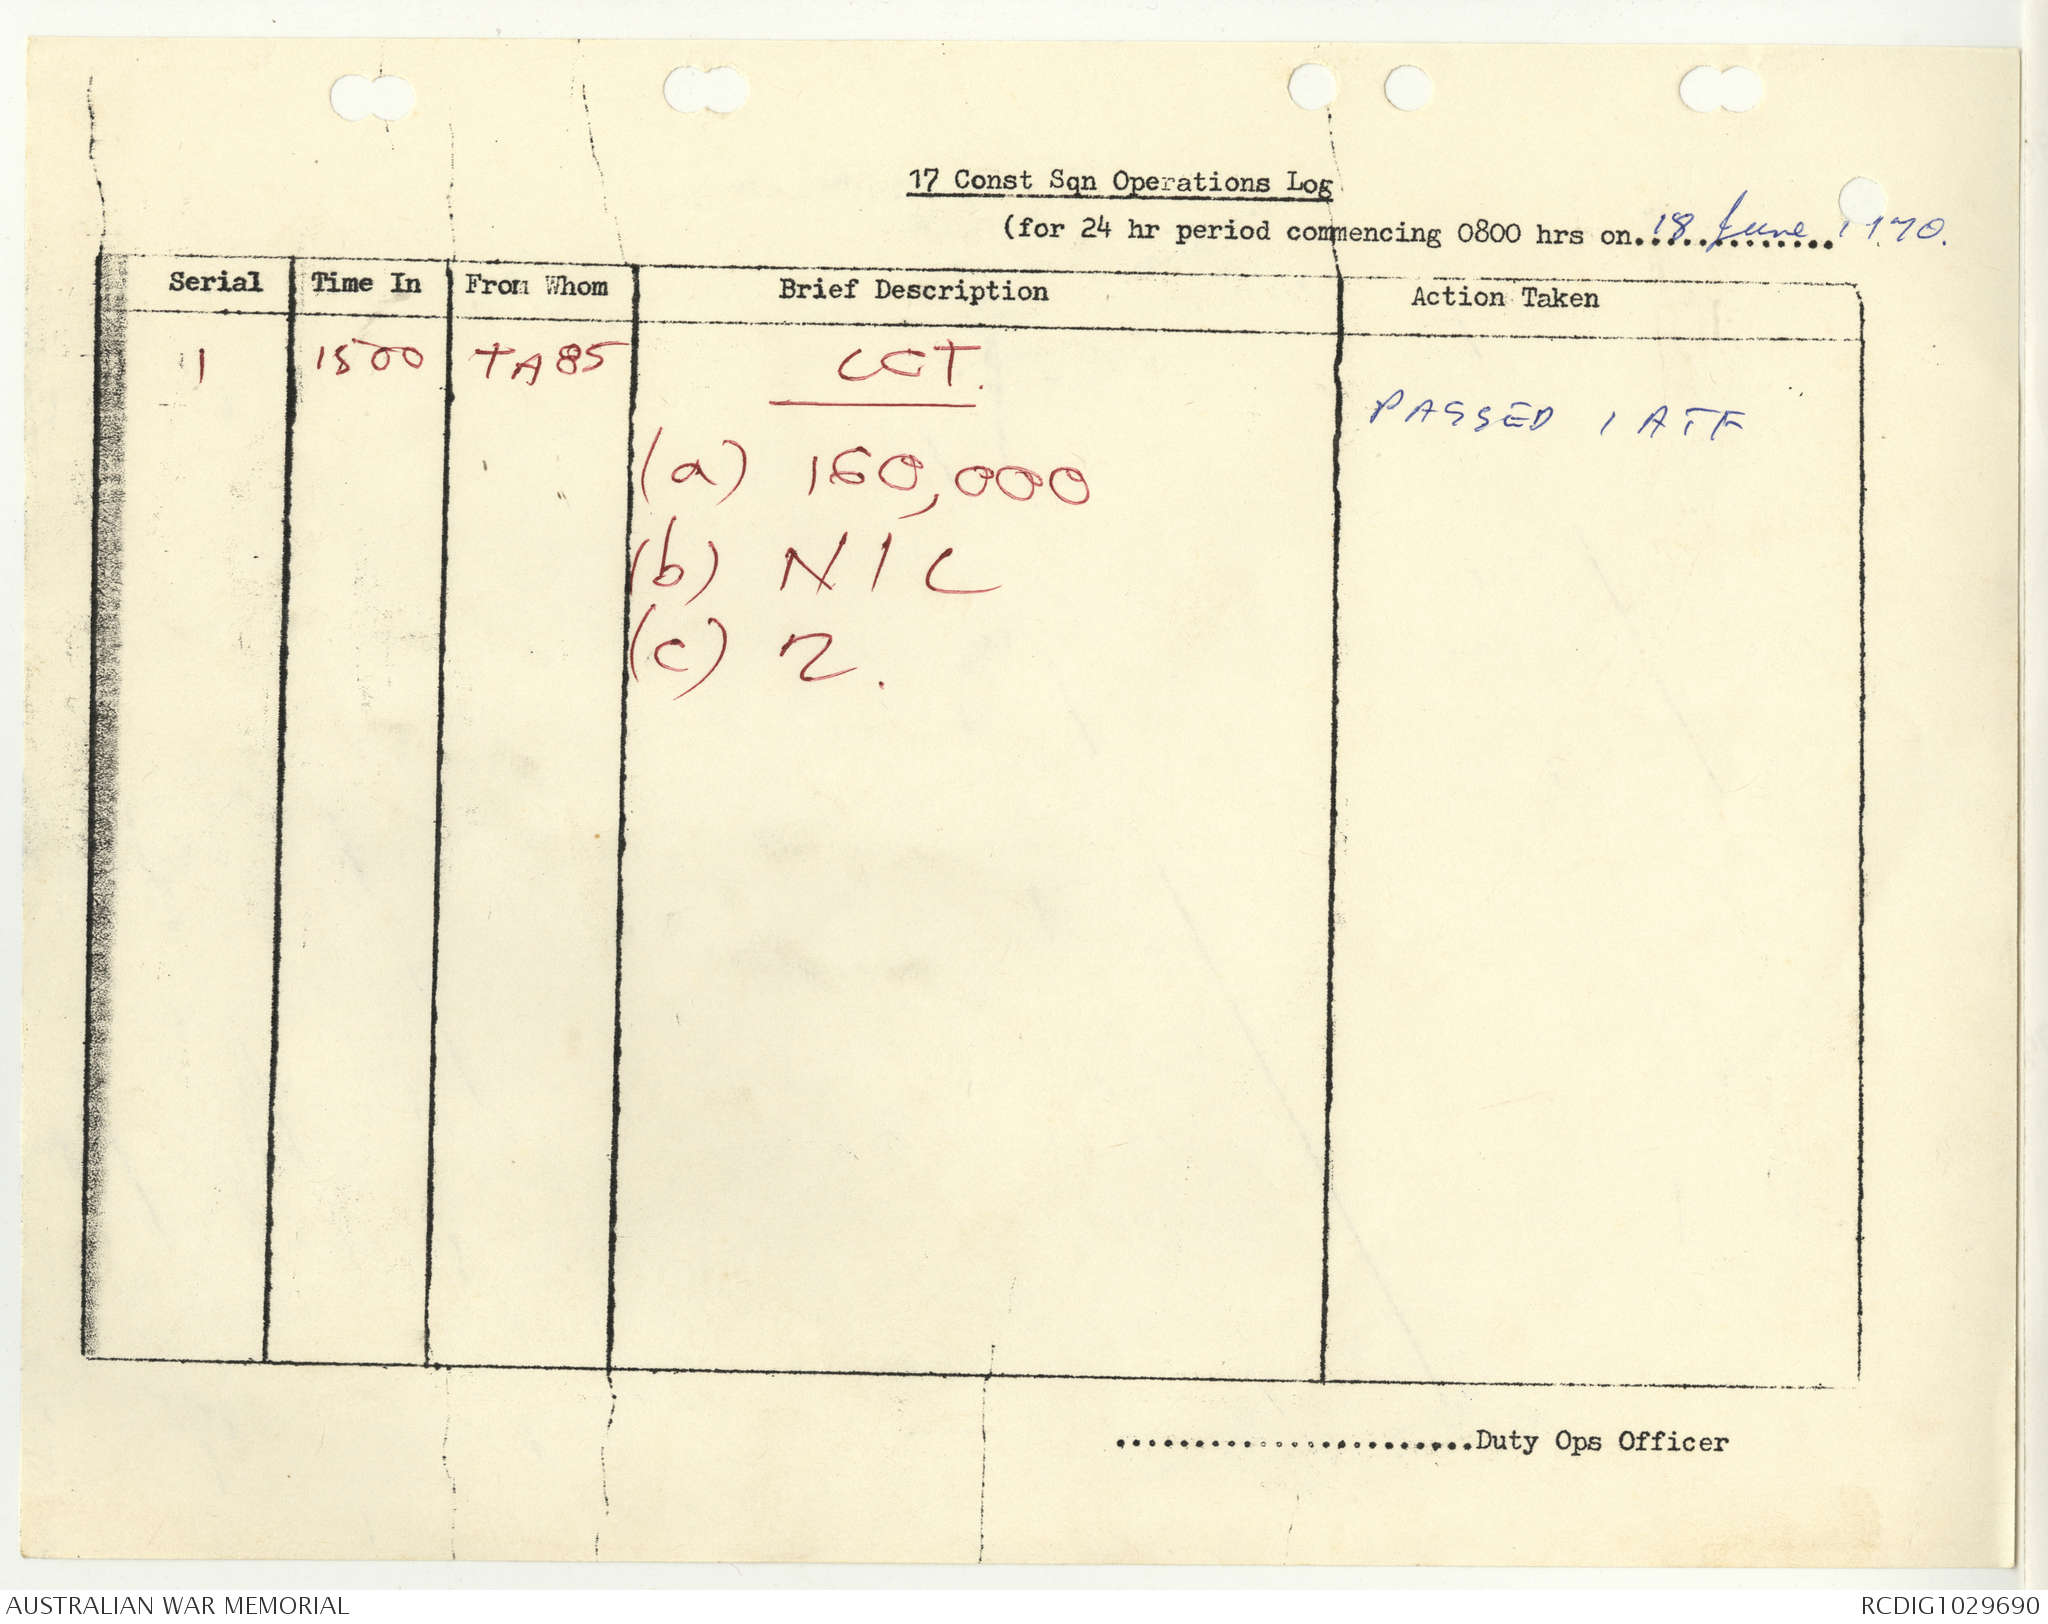 17 Const Sqn Operations Log
(for 24 hr period commencing 0800 hrs on 18 June 1970.
Serial Time In From Whom Brief Description Action Taken
1 1500 TA85 LCT.
PASSED 1 ATF
(a) 160,000
(b) NIL
(c) 2.
........................Duty Ops Officer
AUSTRALIAN WAR MEMORIAL RCDIG1029690